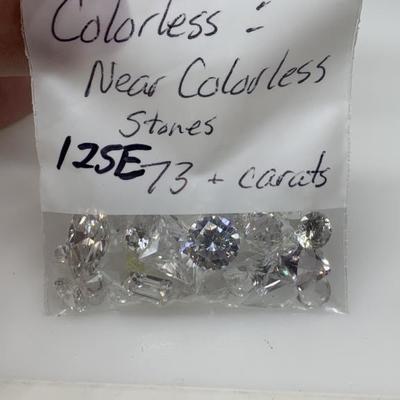 Colorless :
Near Colorless
Stones
125E 73 + carats